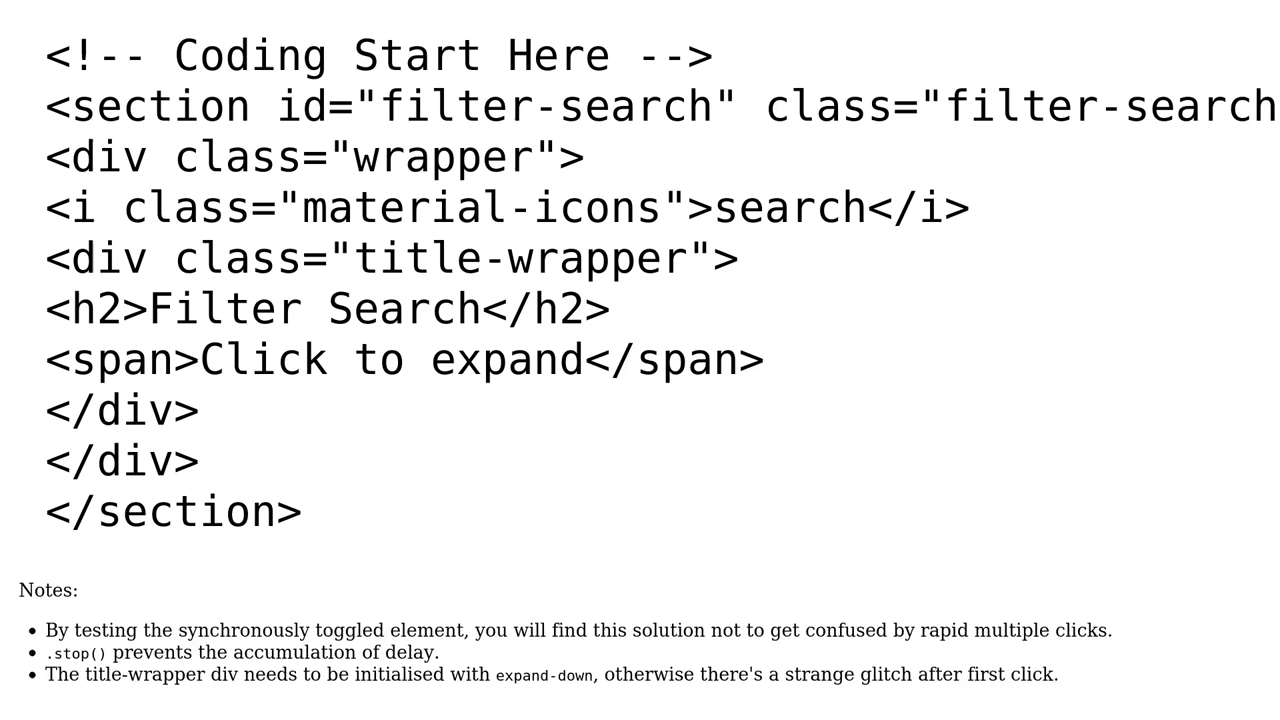 <!-- Coding Start Here -->
<section id="filter-search" class="filter-search
<div class="wrapper">
<i class="material-icons">search</i>
<div class="title-wrapper">
<h2>Filter Search</h2>
<span>Click to expand</span>
</div>
</div>
</section>
Notes:
• By testing the synchronously toggled element, you will find this solution not to get confused by rapid multiple clicks.
• .stop() prevents the accumulation of delay.
• The title-wrapper div needs to be initialised with expand-down, otherwise there's a strange glitch after first click.